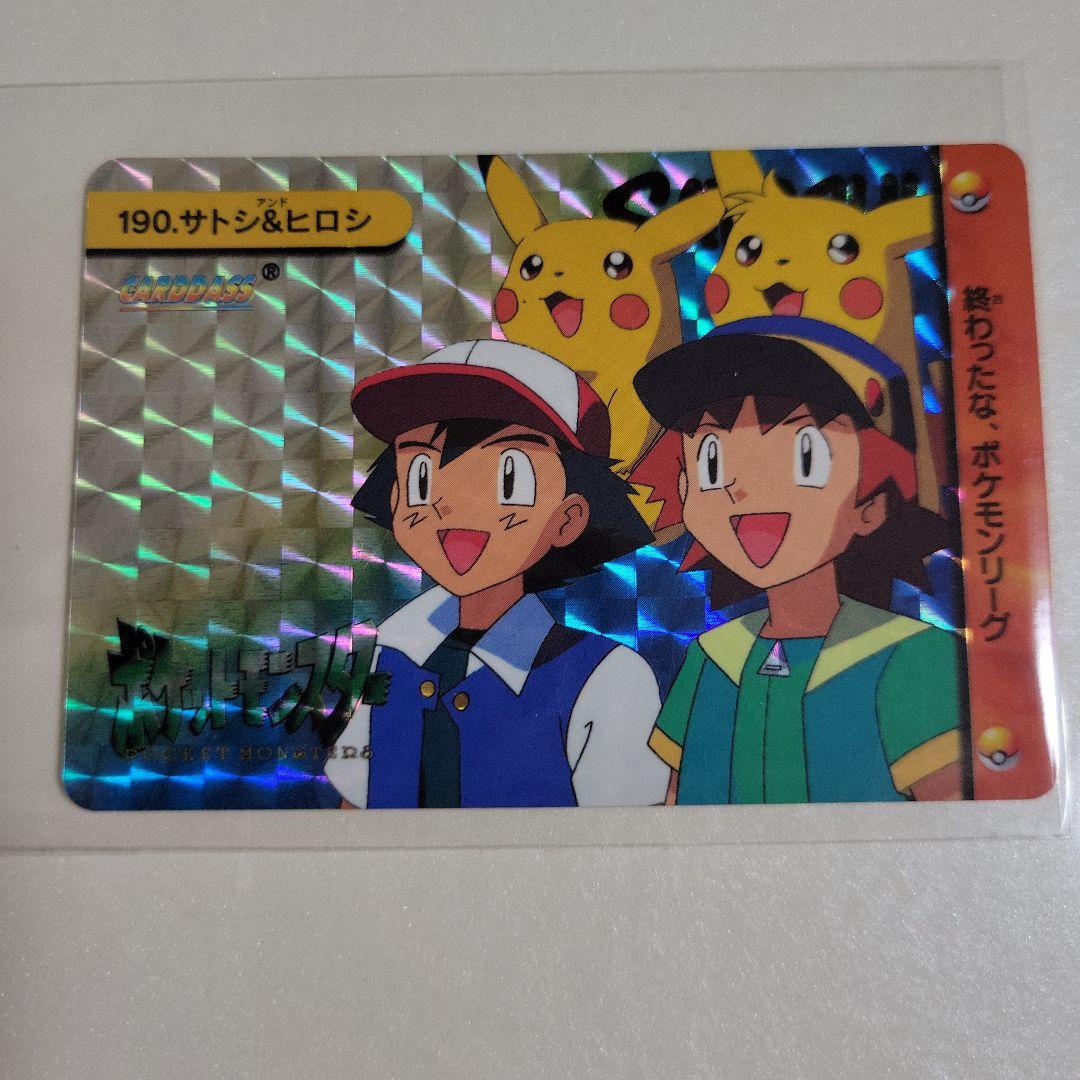 190.サトシ&ヒロシ
アンド
CARDDASS®
終わったな、ポケモンリーグ
お
ポケットモンスター
POCKET MONSTERS